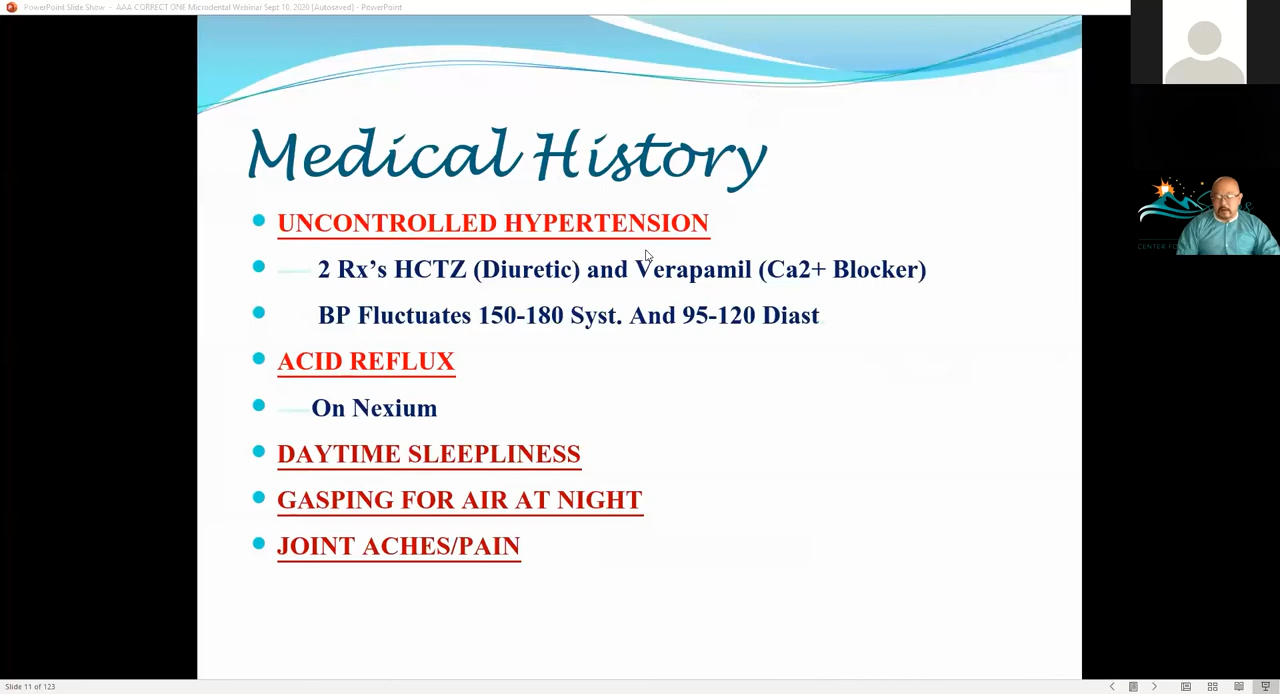 PowerPoint Slide Show - AAA CORRECT ONE Microdental Webinar Sept 10, 2020 [Autosaved] - PowerPoint
Medical History
UNCONTROLLED HYPERTENSION
2 Rx's HCTZ (Diuretic) and Verapamil (Ca2+ Blocker)
BP Fluctuates 150-180 Syst. And 95-120 Diast
ACID REFLUX
On Nexium
DAYTIME SLEEPLINESS
GASPING FOR AIR AT NIGHT
JOINT ACHES/PAIN
CENTER FO
Slide 11 of 123